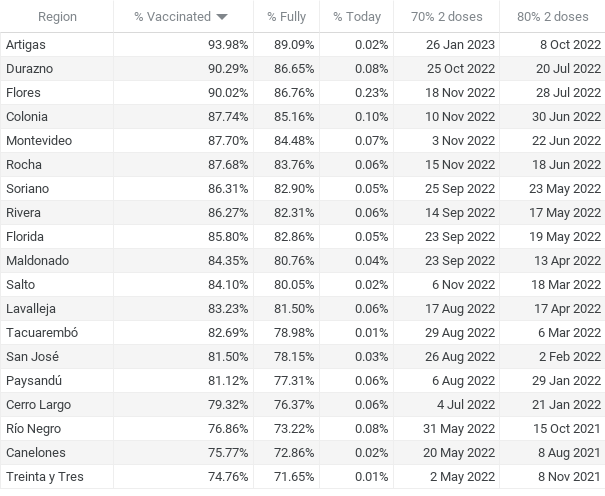 Region % Vaccinated % Fully % Today 70% 2 doses 80% 2 doses
Artigas 93.98% 89.09% 0.02% 26 Jan 2023 8 Oct 2022
Durazno 90.29% 86.65% 0.08% 25 Oct 2022 20 Jul 2022
Flores 90.02% 86.76% 0.23% 18 Nov 2022 28 Jul 2022
Colonia 87.74% 85.16% 0.10% 10 Nov 2022 30 Jun 2022
Montevideo 87.70% 84.48% 0.07% 3 Nov 2022 22 Jun 2022
Rocha 87.68% 83.76% 0.06% 15 Nov 2022 18 Jun 2022
Soriano 86.31% 82.90% 0.05% 25 Sep 2022 23 May 2022
Rivera 86.27% 82.31% 0.06% 14 Sep 2022 17 May 2022
Florida 85.80% 82.86% 0.05% 23 Sep 2022 19 May 2022
Maldonado 84.35% 80.76% 0.04% 23 Sep 2022 13 Apr 2022
Salto 84.10% 80.05% 0.02% 6 Nov 2022 18 Mar 2022
Lavalleja 83.23% 81.50% 0.06% 17 Aug 2022 17 Apr 2022
Tacuarembó 82.69% 78.98% 0.01% 29 Aug 2022 6 Mar 2022
San José 81.50% 78.15% 0.03% 26 Aug 2022 2 Feb 2022
Paysandú 81.12% 77.31% 0.06% 6 Aug 2022 29 Jan 2022
Cerro Largo 79.32% 76.37% 0.06% 4 Jul 2022 21 Jan 2022
Río Negro 76.86% 73.22% 0.08% 31 May 2022 15 Oct 2021
Canelones 75.77% 72.86% 0.02% 20 May 2022 8 Aug 2021
Treinta y Tres 74.76% 71.65% 0.01% 2 May 2022 8 Nov 2021